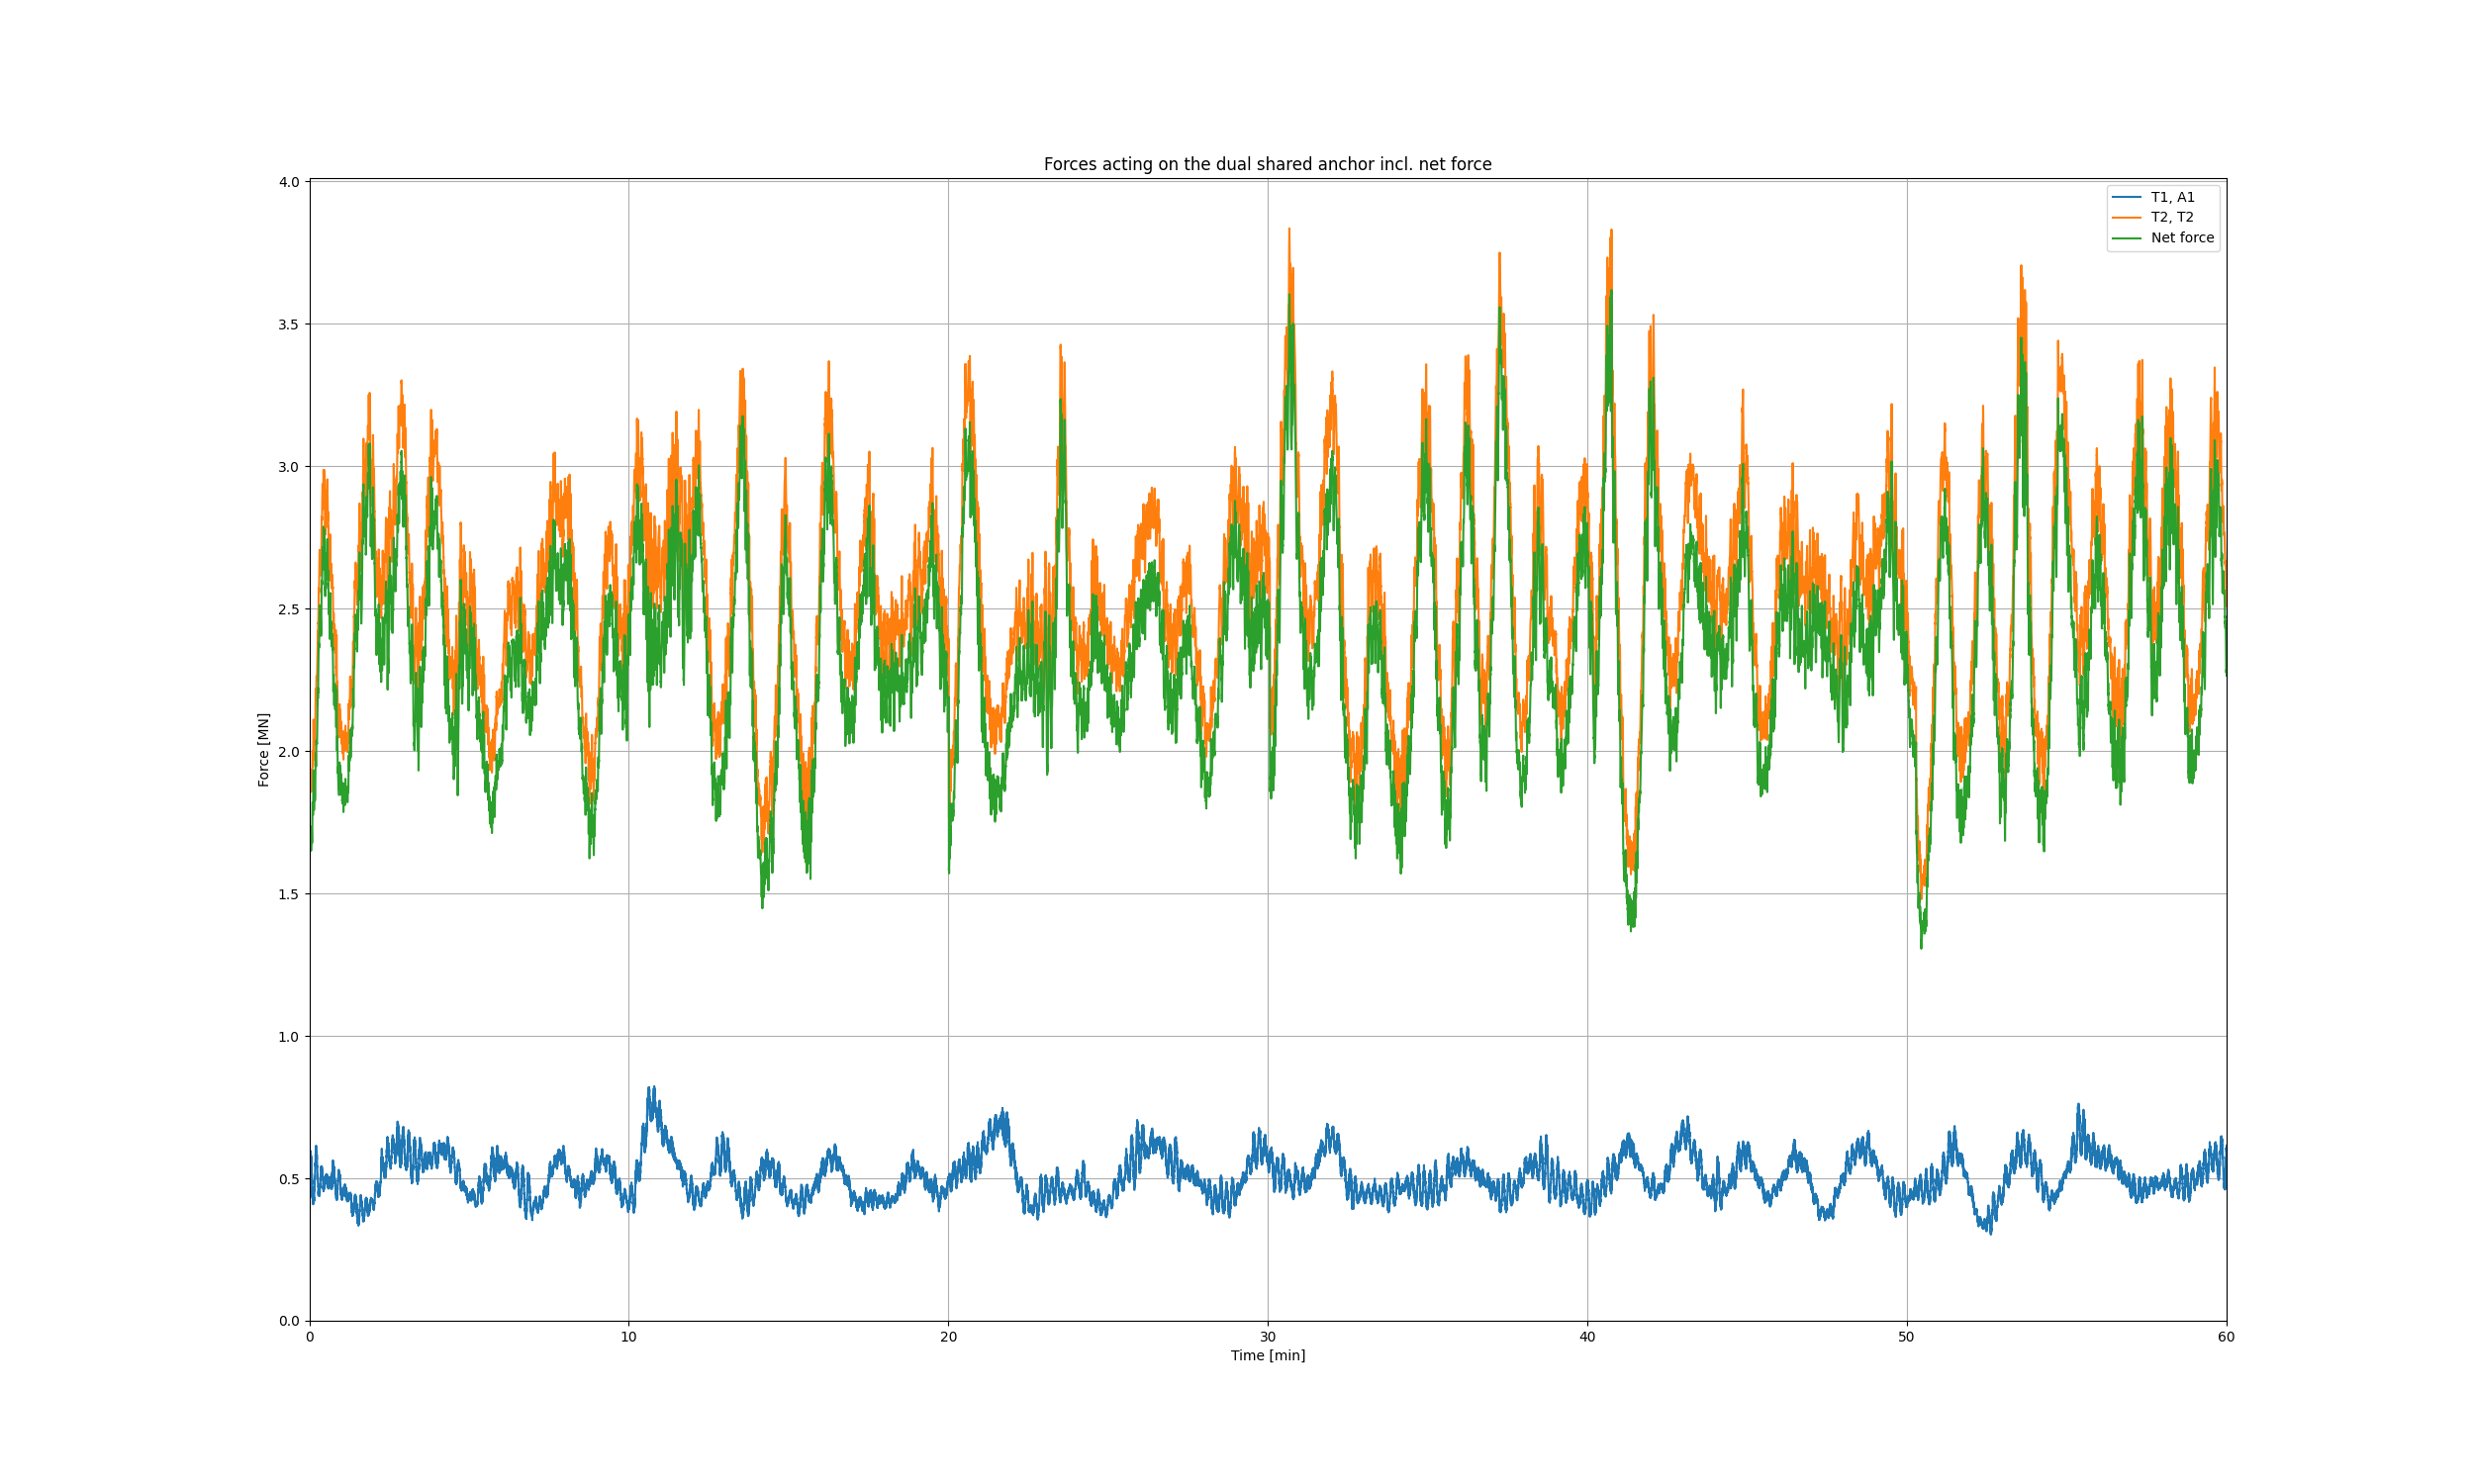 Forces acting on the dual shared anchor incl. net force
T1, A1
T2, T2
Net force
Force [MN]
4.0
3.5
3.0
2.5
2.0
1.5
1.0
0.5
0.0
0 10 20 30 40 50 60
Time [min]